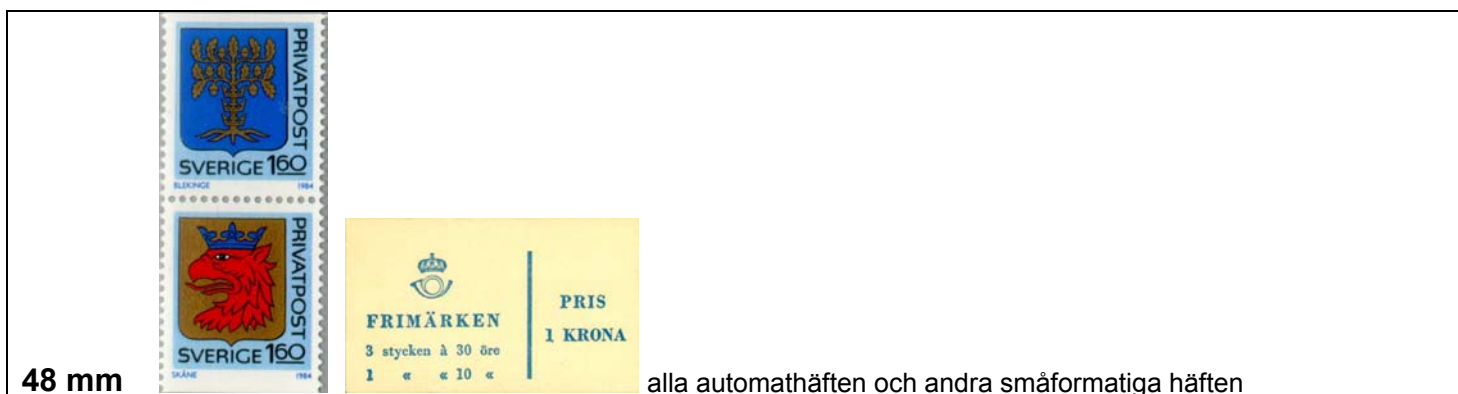 PRIVATPOST
SVERIGE 160
BLEKINGE 1984
PRIVATPOST
SVERIGE 160
SKÅNE 1984
FRIMÄRKEN
3 stycken à 30 öre
1 « « 10 «
PRIS
1 KRONA
48 mm
alla automathäften och andra småformatiga häften